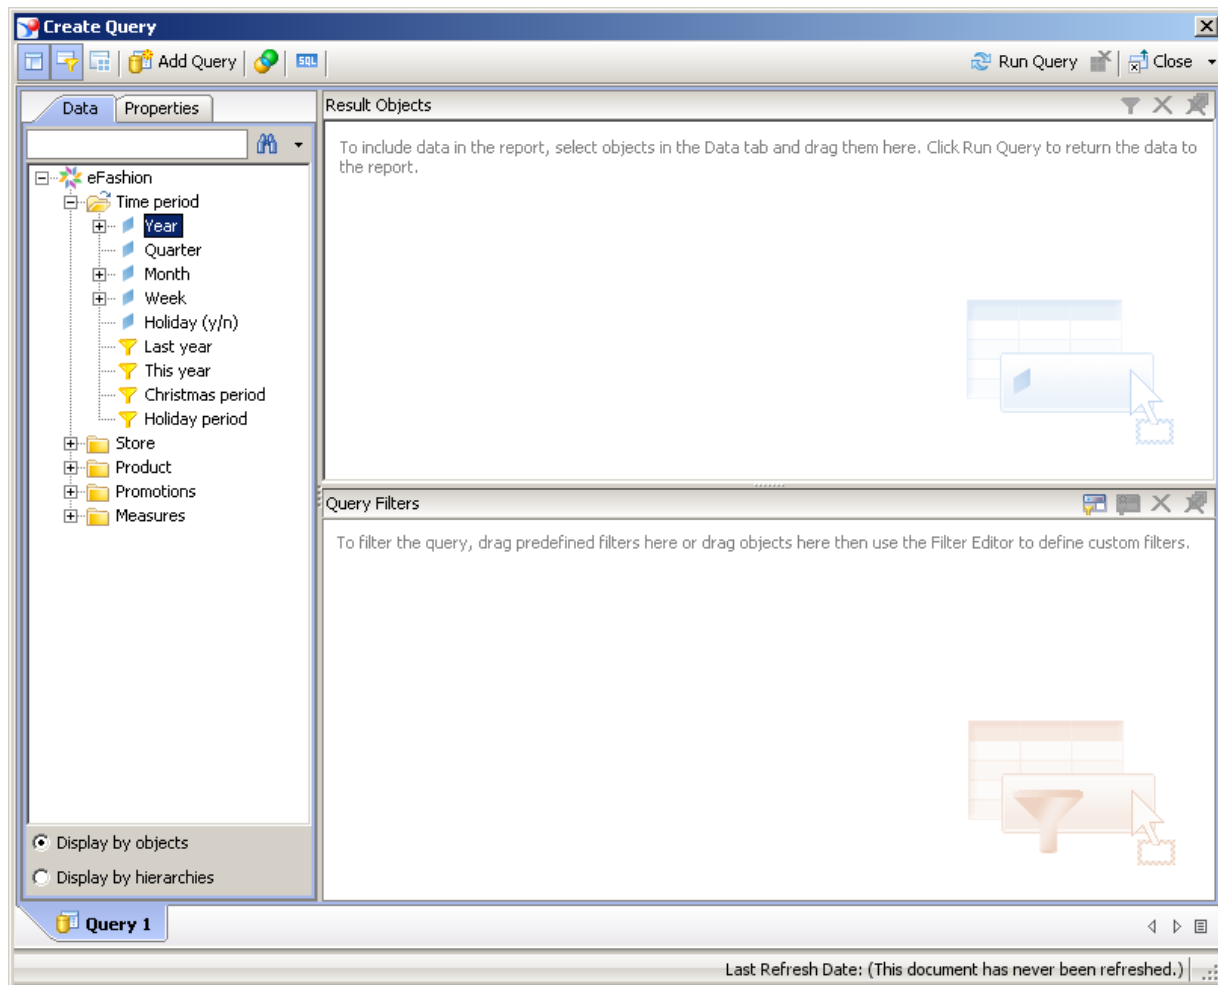 Create Query
Add Query SQL Run Query Close
Data Properties
Result Objects
To include data in the report, select objects in the Data tab and drag them here. Click Run Query to return the data to
the report.
eFashion
Time period
Year
Quarter
Month
Week
Holiday (y/n)
Last year
This year
Christmas period
Holiday period
Store
Product
Promotions
Measures
Query Filters
To filter the query, drag predefined filters here or drag objects here then use the Filter Editor to define custom filters.
Display by objects
Display by hierarchies
Query 1
Last Refresh Date: (This document has never been refreshed.)